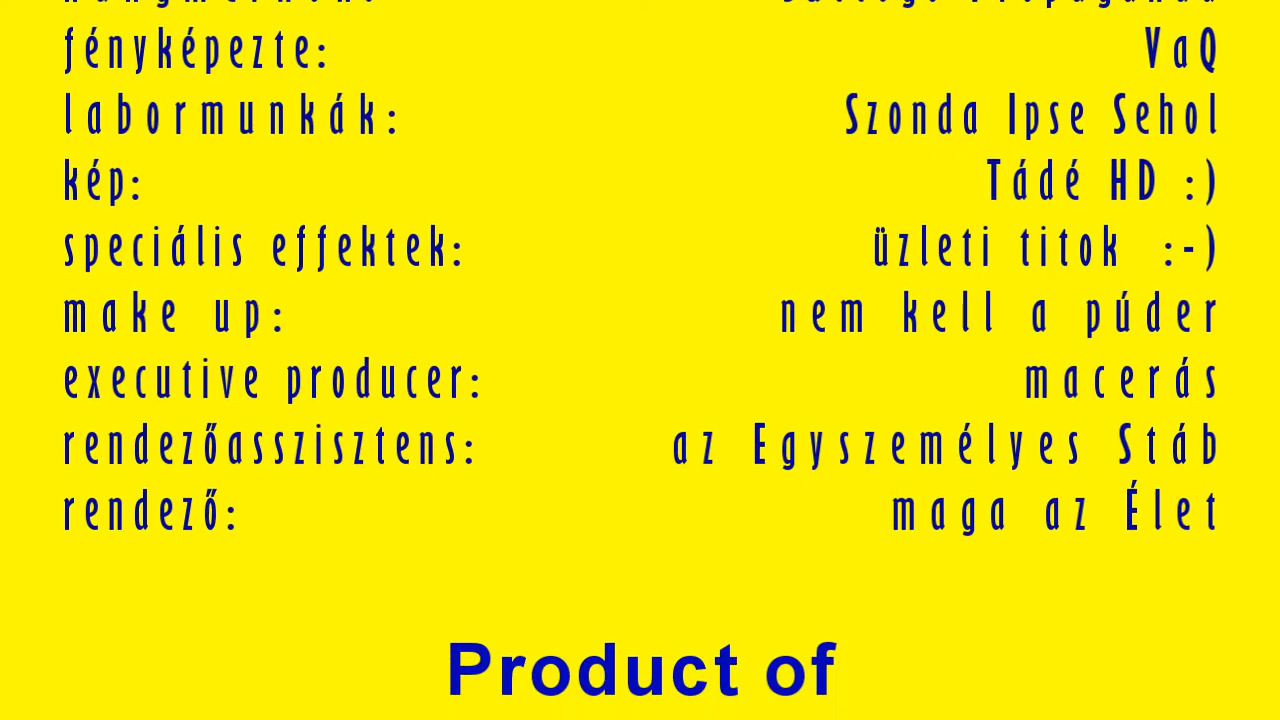 fényképezte: VaQ
labormunkák: Szonda Ipse Sehol
kép: Tádé HD :)
speciális effektek: üzleti titok :-)
make up: nem kell a púder
executive producer: macerás
rendezőasszisztens: az Egyszemélyes Stáb
rendező: maga az Élet
Product of